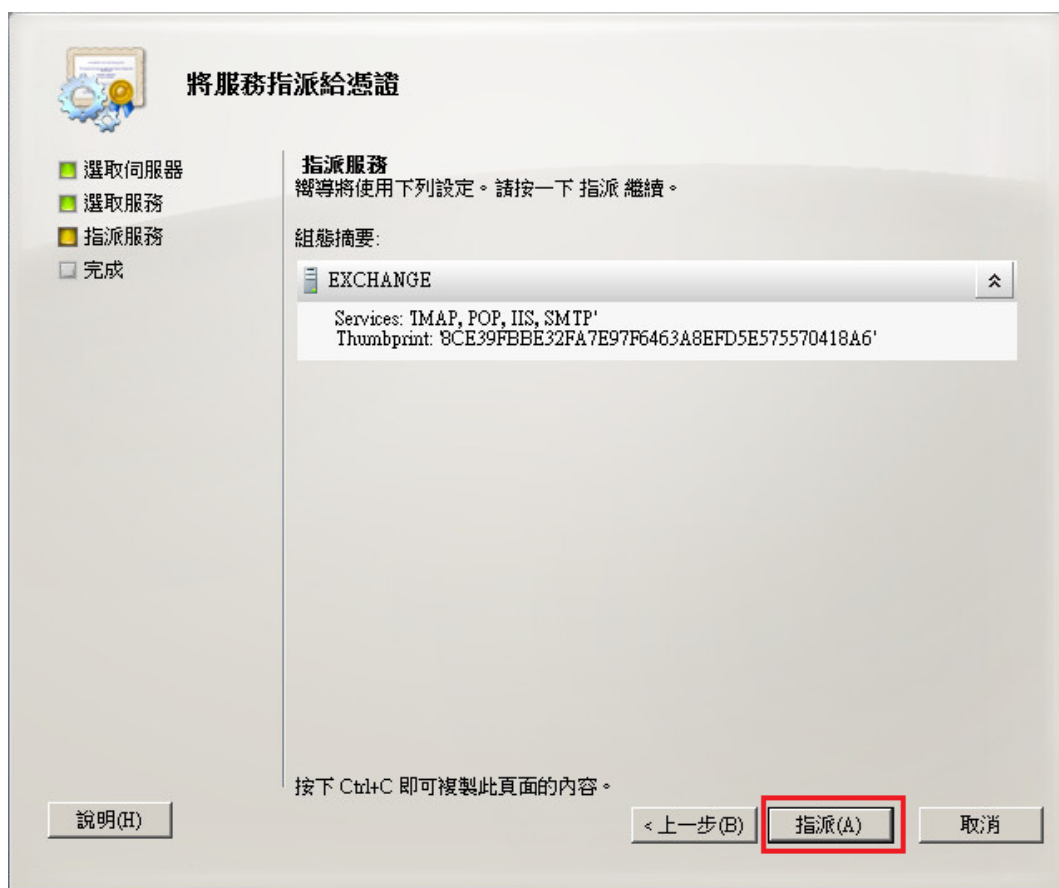 將服務指派給憑證
選取伺服器
選取服務
指派服務
完成
指派服務
嚮導將使用下列設定。請按一下 指派 繼續。
組態摘要:
EXCHANGE
Services: 'IMAP, POP, IIS, SMTP'
Thumbprint: '8CE39FBBE32FA7E97F6463A8EFD5E575570418A6'
按下 Ctrl+C 即可複製此頁面的內容。
說明(H)
< 上一步(B)
指派(A)
取消